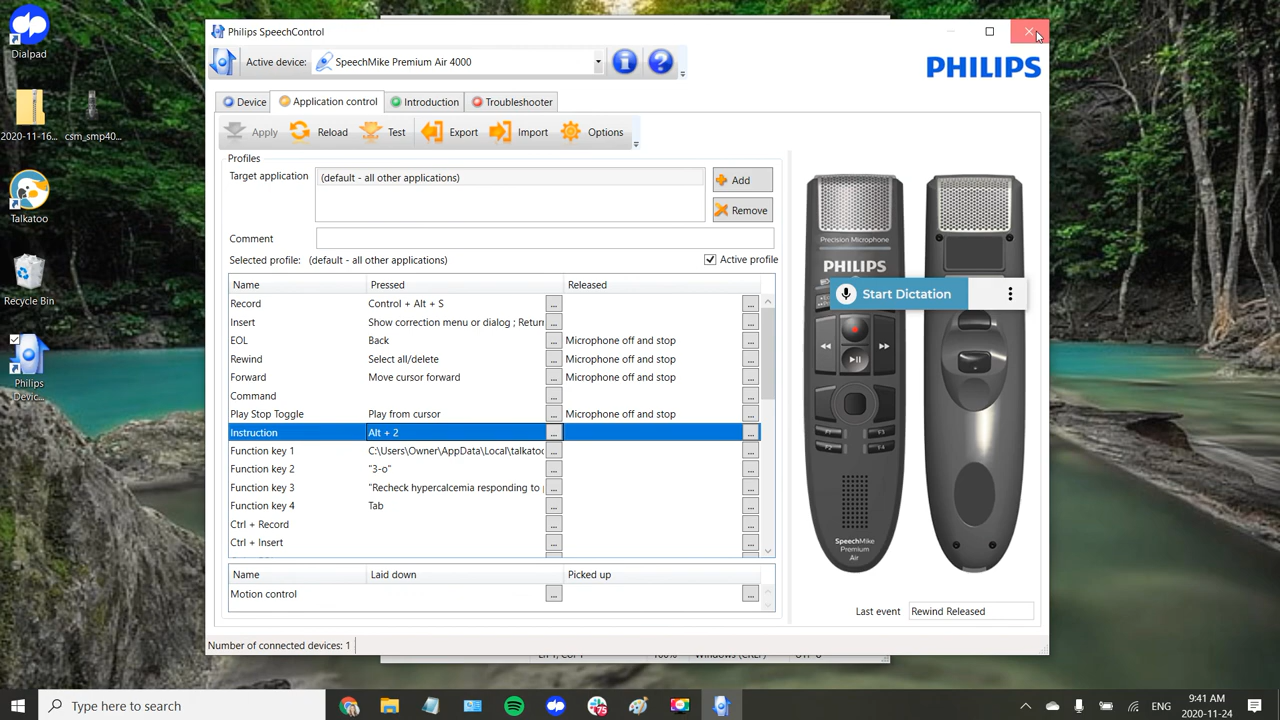 Dialpad
2020-11-16...
csm_smp40...
Talkatoo
Recycle Bin
Philips
Devic...
Philips SpeechControl
Active device:
SpeechMike Premium Air 4000
PHILIPS
Device
Application control
Introduction
Troubleshooter
Apply
Reload
Test
Export
Import
Options
Profiles
Target application
(default - all other applications)
Add
Remove
Comment
Selected profile: (default - all other applications)
Active profile
Name Pressed Released
Record Control + Alt + S ... ...
Insert Show correction menu or dialog ; Return ... ...
EOL Back ... Microphone off and stop ...
Rewind Select all/delete ... Microphone off and stop ...
Forward Move cursor forward ... Microphone off and stop ...
Command ... ...
Play Stop Toggle Play from cursor ... Microphone off and stop ...
Instruction Alt + 2 ... ...
Function key 1 C:\Users\Owner\AppData\Local\talkatoo ... ...
Function key 2 "3-o" ... ...
Function key 3 "Recheck hypercalcemia responding to ... ...
Function key 4 Tab ... ...
Ctrl + Record ... ...
Ctrl + Insert ... ...
Name Laid down Picked up
Motion control ... ...
Precision Microphone
PHILIPS
Start Dictation
F1
F2
F3
F4
SpeechMike
Premium
Air
Last event Rewind Released
Number of connected devices: 1
100%
Type here to search
75
ENG
9:41 AM
2020-11-24